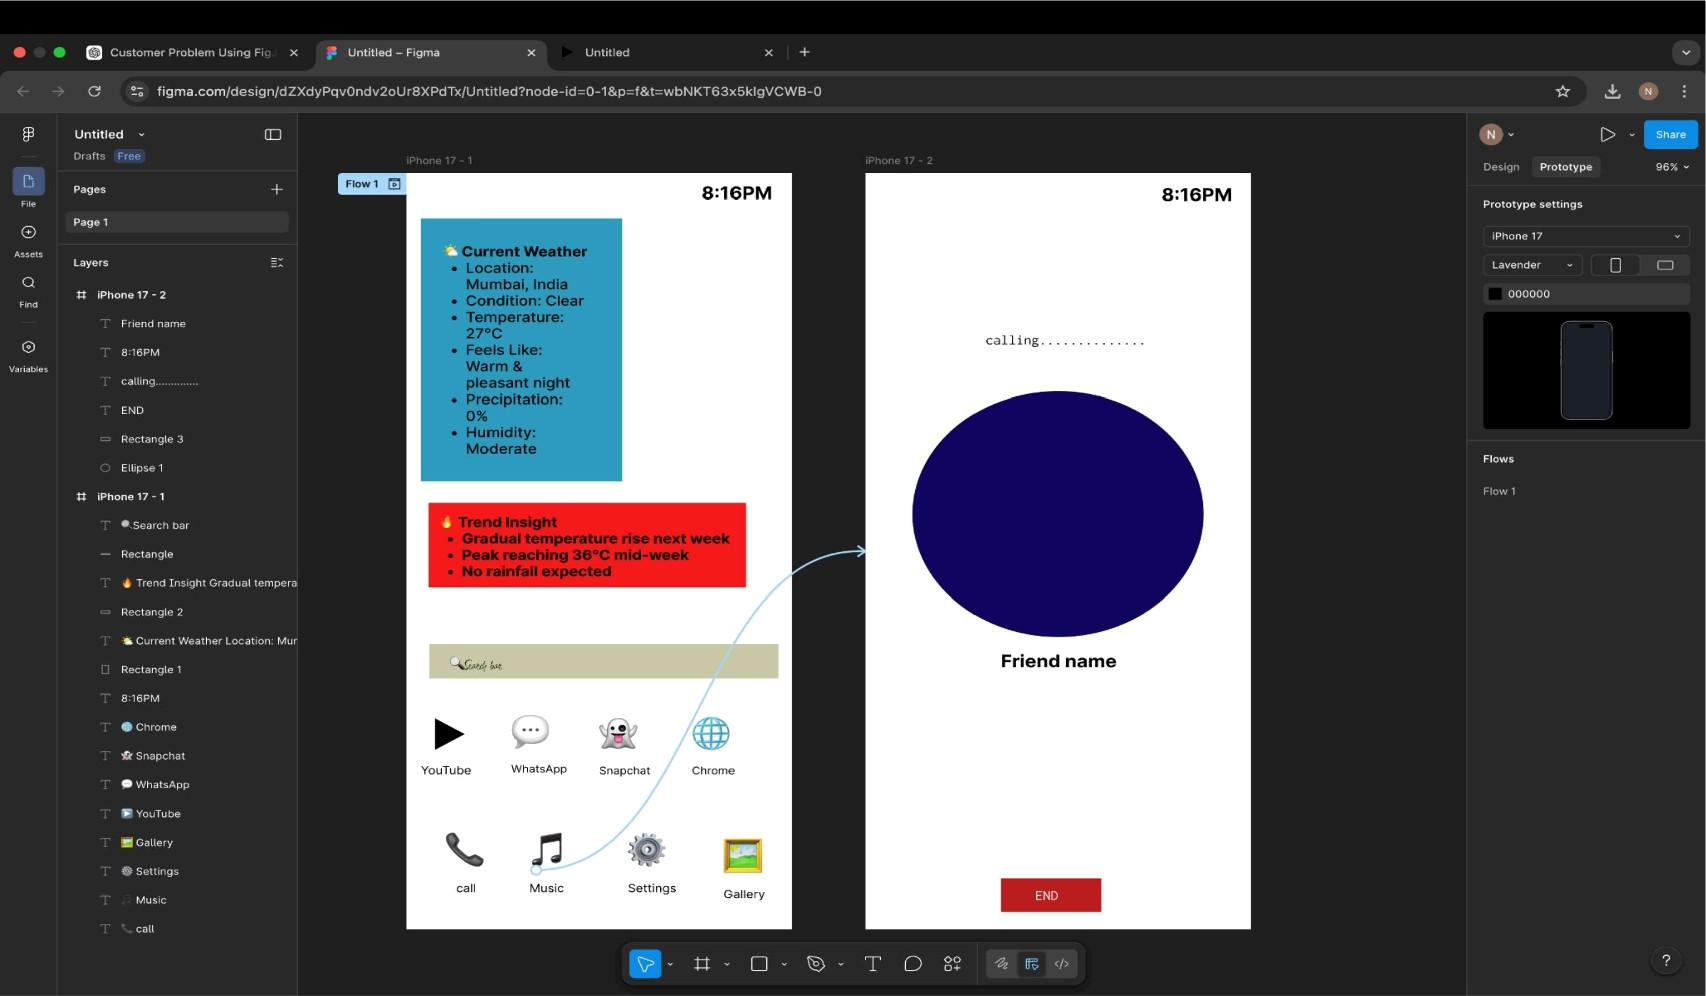 Customer Problem Using Fig
Untitled – Figma
Untitled
figma.com/design/dZXdyPqv0ndv2oUr8XPdTx/Untitled?node-id=0-1&p=f&t=wbNKT63x5kIgVCWB-0
N
Untitled
Drafts Free
File
Assets
Find
Variables
Pages
Page 1
Layers
iPhone 17 - 2
Friend name
8:16PM
calling..............
END
Rectangle 3
Ellipse 1
iPhone 17 - 1
🔍Search bar
Rectangle
🔥 Trend Insight Gradual tempera
Rectangle 2
🌤️ Current Weather Location: Mur
Rectangle 1
8:16PM
🌐 Chrome
👻 Snapchat
💬 WhatsApp
▶️ YouTube
🖼️ Gallery
⚙️ Settings
🎵 Music
📞 call
iPhone 17 - 1
Flow 1
8:16PM
🌤️ Current Weather
• Location:
Mumbai, India
• Condition: Clear
• Temperature:
27°C
• Feels Like:
Warm &
pleasant night
• Precipitation:
0%
• Humidity:
Moderate
🔥 Trend Insight
• Gradual temperature rise next week
• Peak reaching 36°C mid-week
• No rainfall expected
🔍Search bar
YouTube
WhatsApp
Snapchat
Chrome
call
Music
Settings
Gallery
iPhone 17 - 2
8:16PM
calling..............
Friend name
END
N
Share
Design
Prototype
96%
Prototype settings
iPhone 17
Lavender
000000
Flows
Flow 1
?